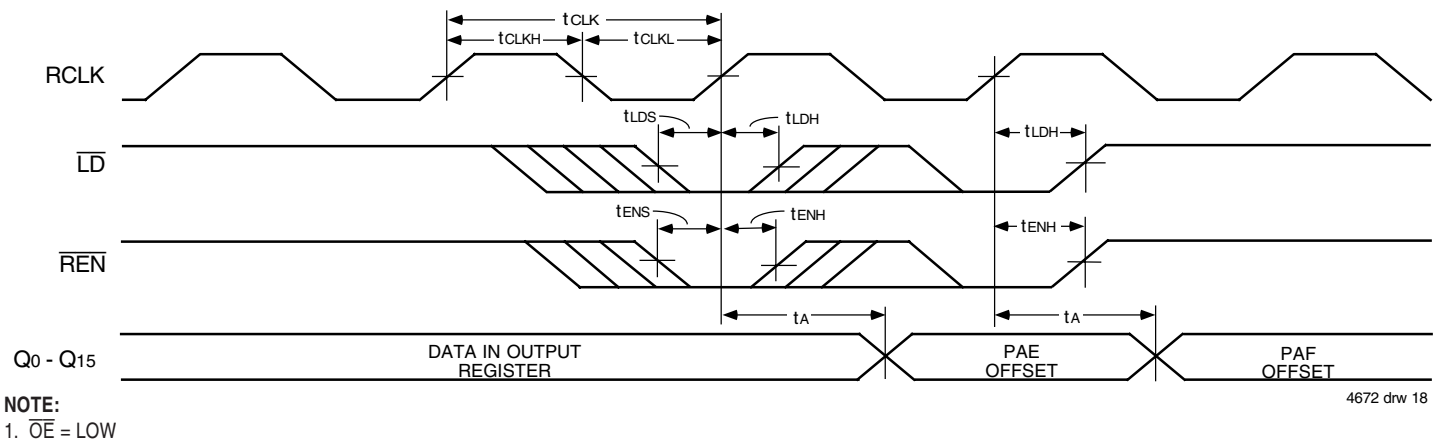 tCLK
tCLKH
tCLKL
RCLK
tLDS
tLDH
tLDH
LD
tENS
tENH
tENH
REN
tA
tA
Q0 - Q15
DATA IN OUTPUT
REGISTER
PAE
OFFSET
PAF
OFFSET
4672 drw 18
NOTE:
1. OE = LOW